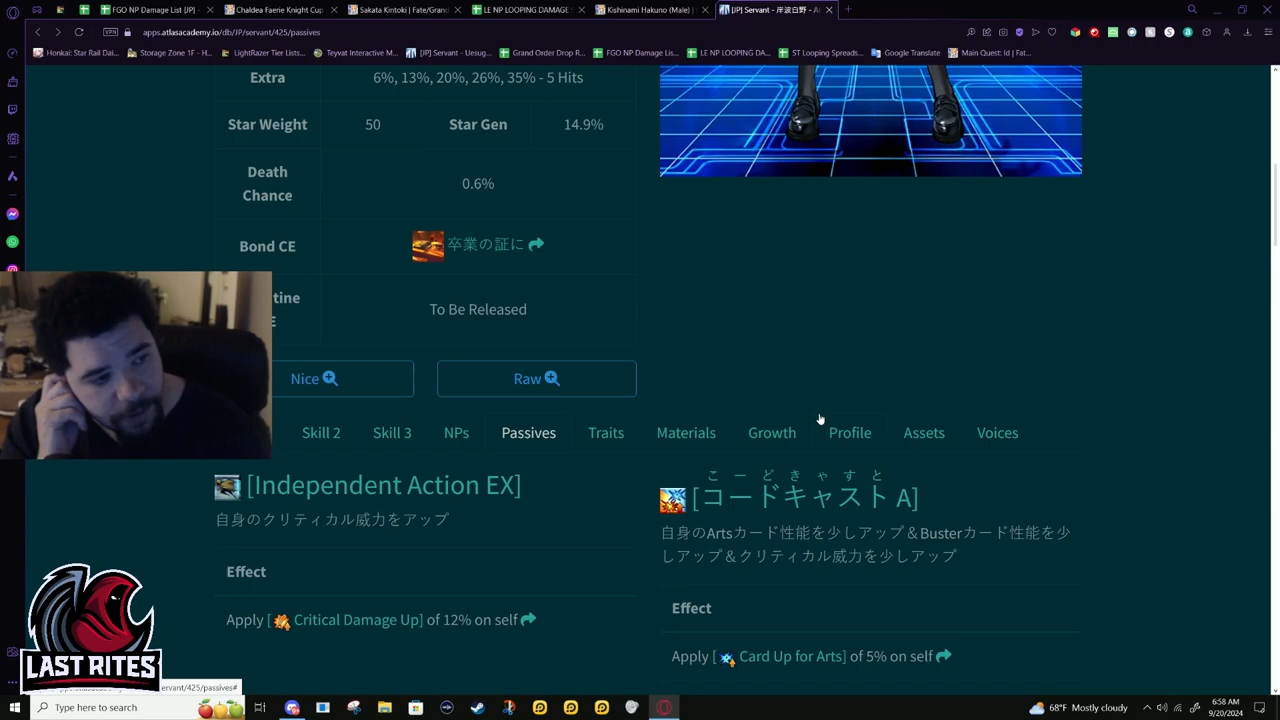 FGO NP Damage List [JP] -
Chaldea Faerie Knight Cup
Sakata Kintoki | Fate/Grand
LE NP LOOPING DAMAGE
Kishinami Hakuno (Male) |
[JP] Servant - 岸波白野 -
VPN
apps.atlasacademy.io/db/JP/servant/425/passives
Honkai: Star Rail Dai...
Storage Zone 1F - H...
LightRazer Tier Lists...
Teyvat Interactive M...
[JP] Servant - Uesug...
Grand Order Drop R...
FGO NP Damage Lis...
LE NP LOOPING DA...
ST Looping Spreads...
Google Translate
Main Quest: Id | Fat...
Extra
6%, 13%, 20%, 26%, 35% - 5 Hits
Star Weight
50
Star Gen
14.9%
Death
Chance
0.6%
Bond CE
卒業の証に
tine
E
To Be Released
Nice
Raw
Skill 2
Skill 3
NPs
Passives
Traits
Materials
Growth
Profile
Assets
Voices
[Independent Action EX]
自身のクリティカル威力をアップ
Effect
Apply [ Critical Damage Up] of 12% on self
こーどきゃすと
[コードキャスト A]
自身のArtsカード性能を少しアップ＆Busterカード性能を少
しアップ＆クリティカル威力を少しアップ
Effect
Apply [ Card Up for Arts] of 5% on self
LAST RITES
servant/425/passives#
Type here to search
68°F Mostly cloudy
6:58 AM
9/20/2024